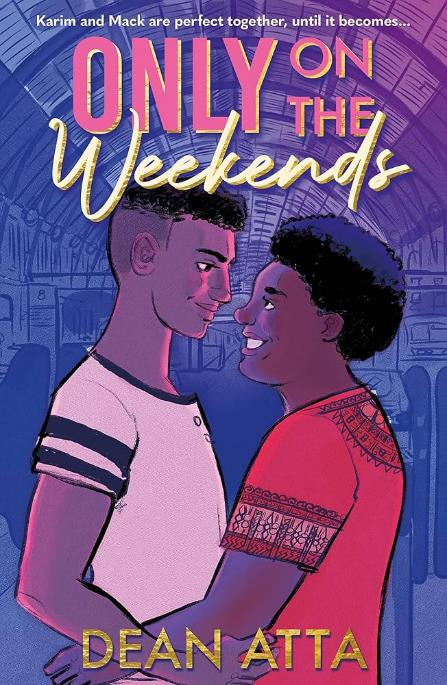 Karim and Mack are perfect together, until it becomes...
ONLY ON
THE
Weekends
DEAN ATTA